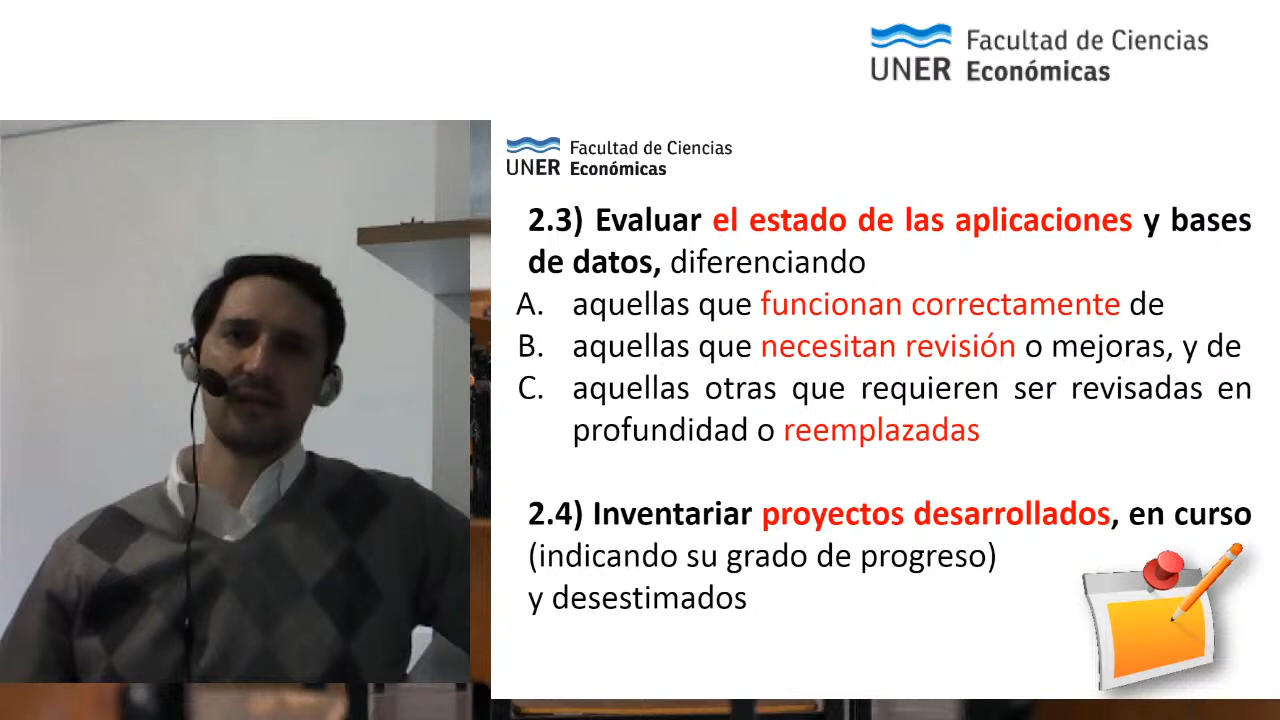 UNER Facultad de Ciencias
Económicas
UNER Facultad de Ciencias
Económicas
2.3) Evaluar el estado de las aplicaciones y bases
de datos, diferenciando
A. aquellas que funcionan correctamente de
B. aquellas que necesitan revisión o mejoras, y de
C. aquellas otras que requieren ser revisadas en
profundidad o reemplazadas
2.4) Inventariar proyectos desarrollados, en curso
(indicando su grado de progreso)
y desestimados